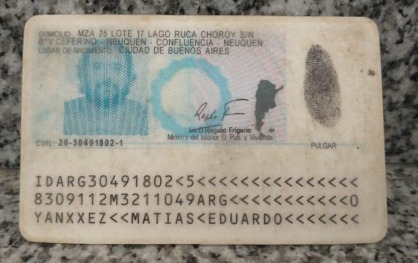 DOMICILIO: MZA 25 LOTE 17 LAGO RUCA CHOROY S/N
B°V CEFERINO - NEUQUEN - CONFLUENCIA - NEUQUEN
LUGAR DE NACIMIENTO: CIUDAD DE BUENOS AIRES
Lic. D. Rogelio Frigerio
Ministro del Interior O. Púb. y Vivienda
CUIL: 20-30491802-1
PULGAR
IDARG30491802<5<<<<<<<<<<<<<<<
8309112M3211049ARG<<<<<<<<<<<0
YANXXEZ<<MATIAS<EDUARDO<<<<<<<